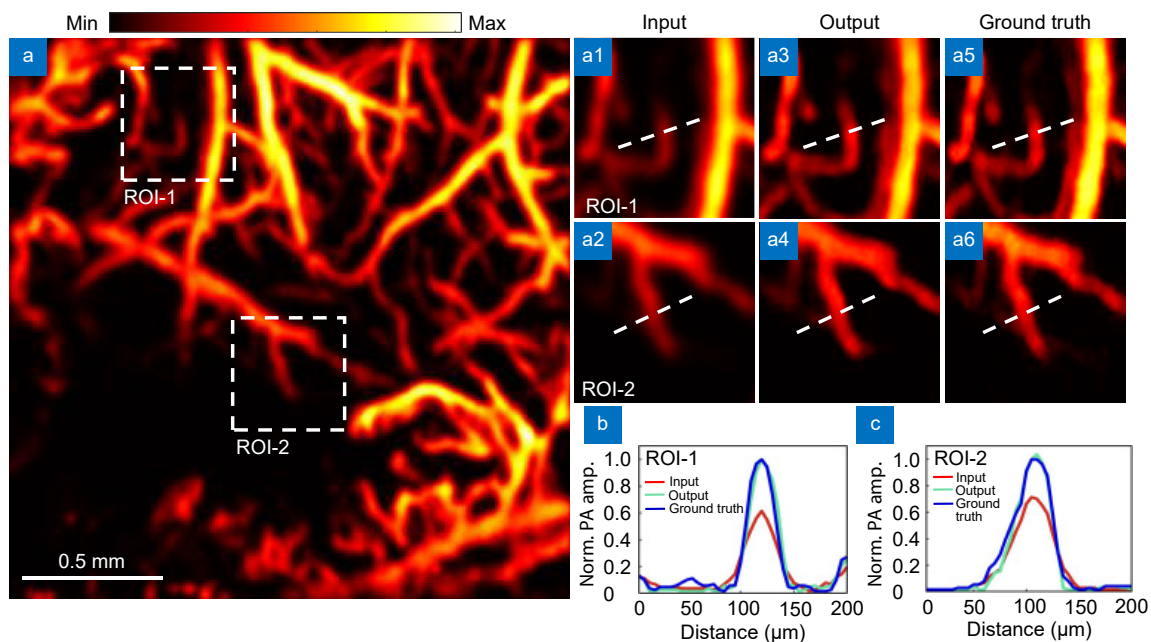 Min Max
Input Output Ground truth
a a1 a3 a5
ROI-1
ROI-1
a2 a4 a6
ROI-2
ROI-2
0.5 mm
b c
ROI-1
Input
Output
Ground truth
Norm. PA amp.
1.0
0.8
0.6
0.4
0.2
0
0 50 100 150 200
Distance (µm)
ROI-2
Input
Output
Ground
truth
Norm. PA amp.
1.0
0.8
0.6
0.4
0.2
0
0 50 100 150 200
Distance (µm)